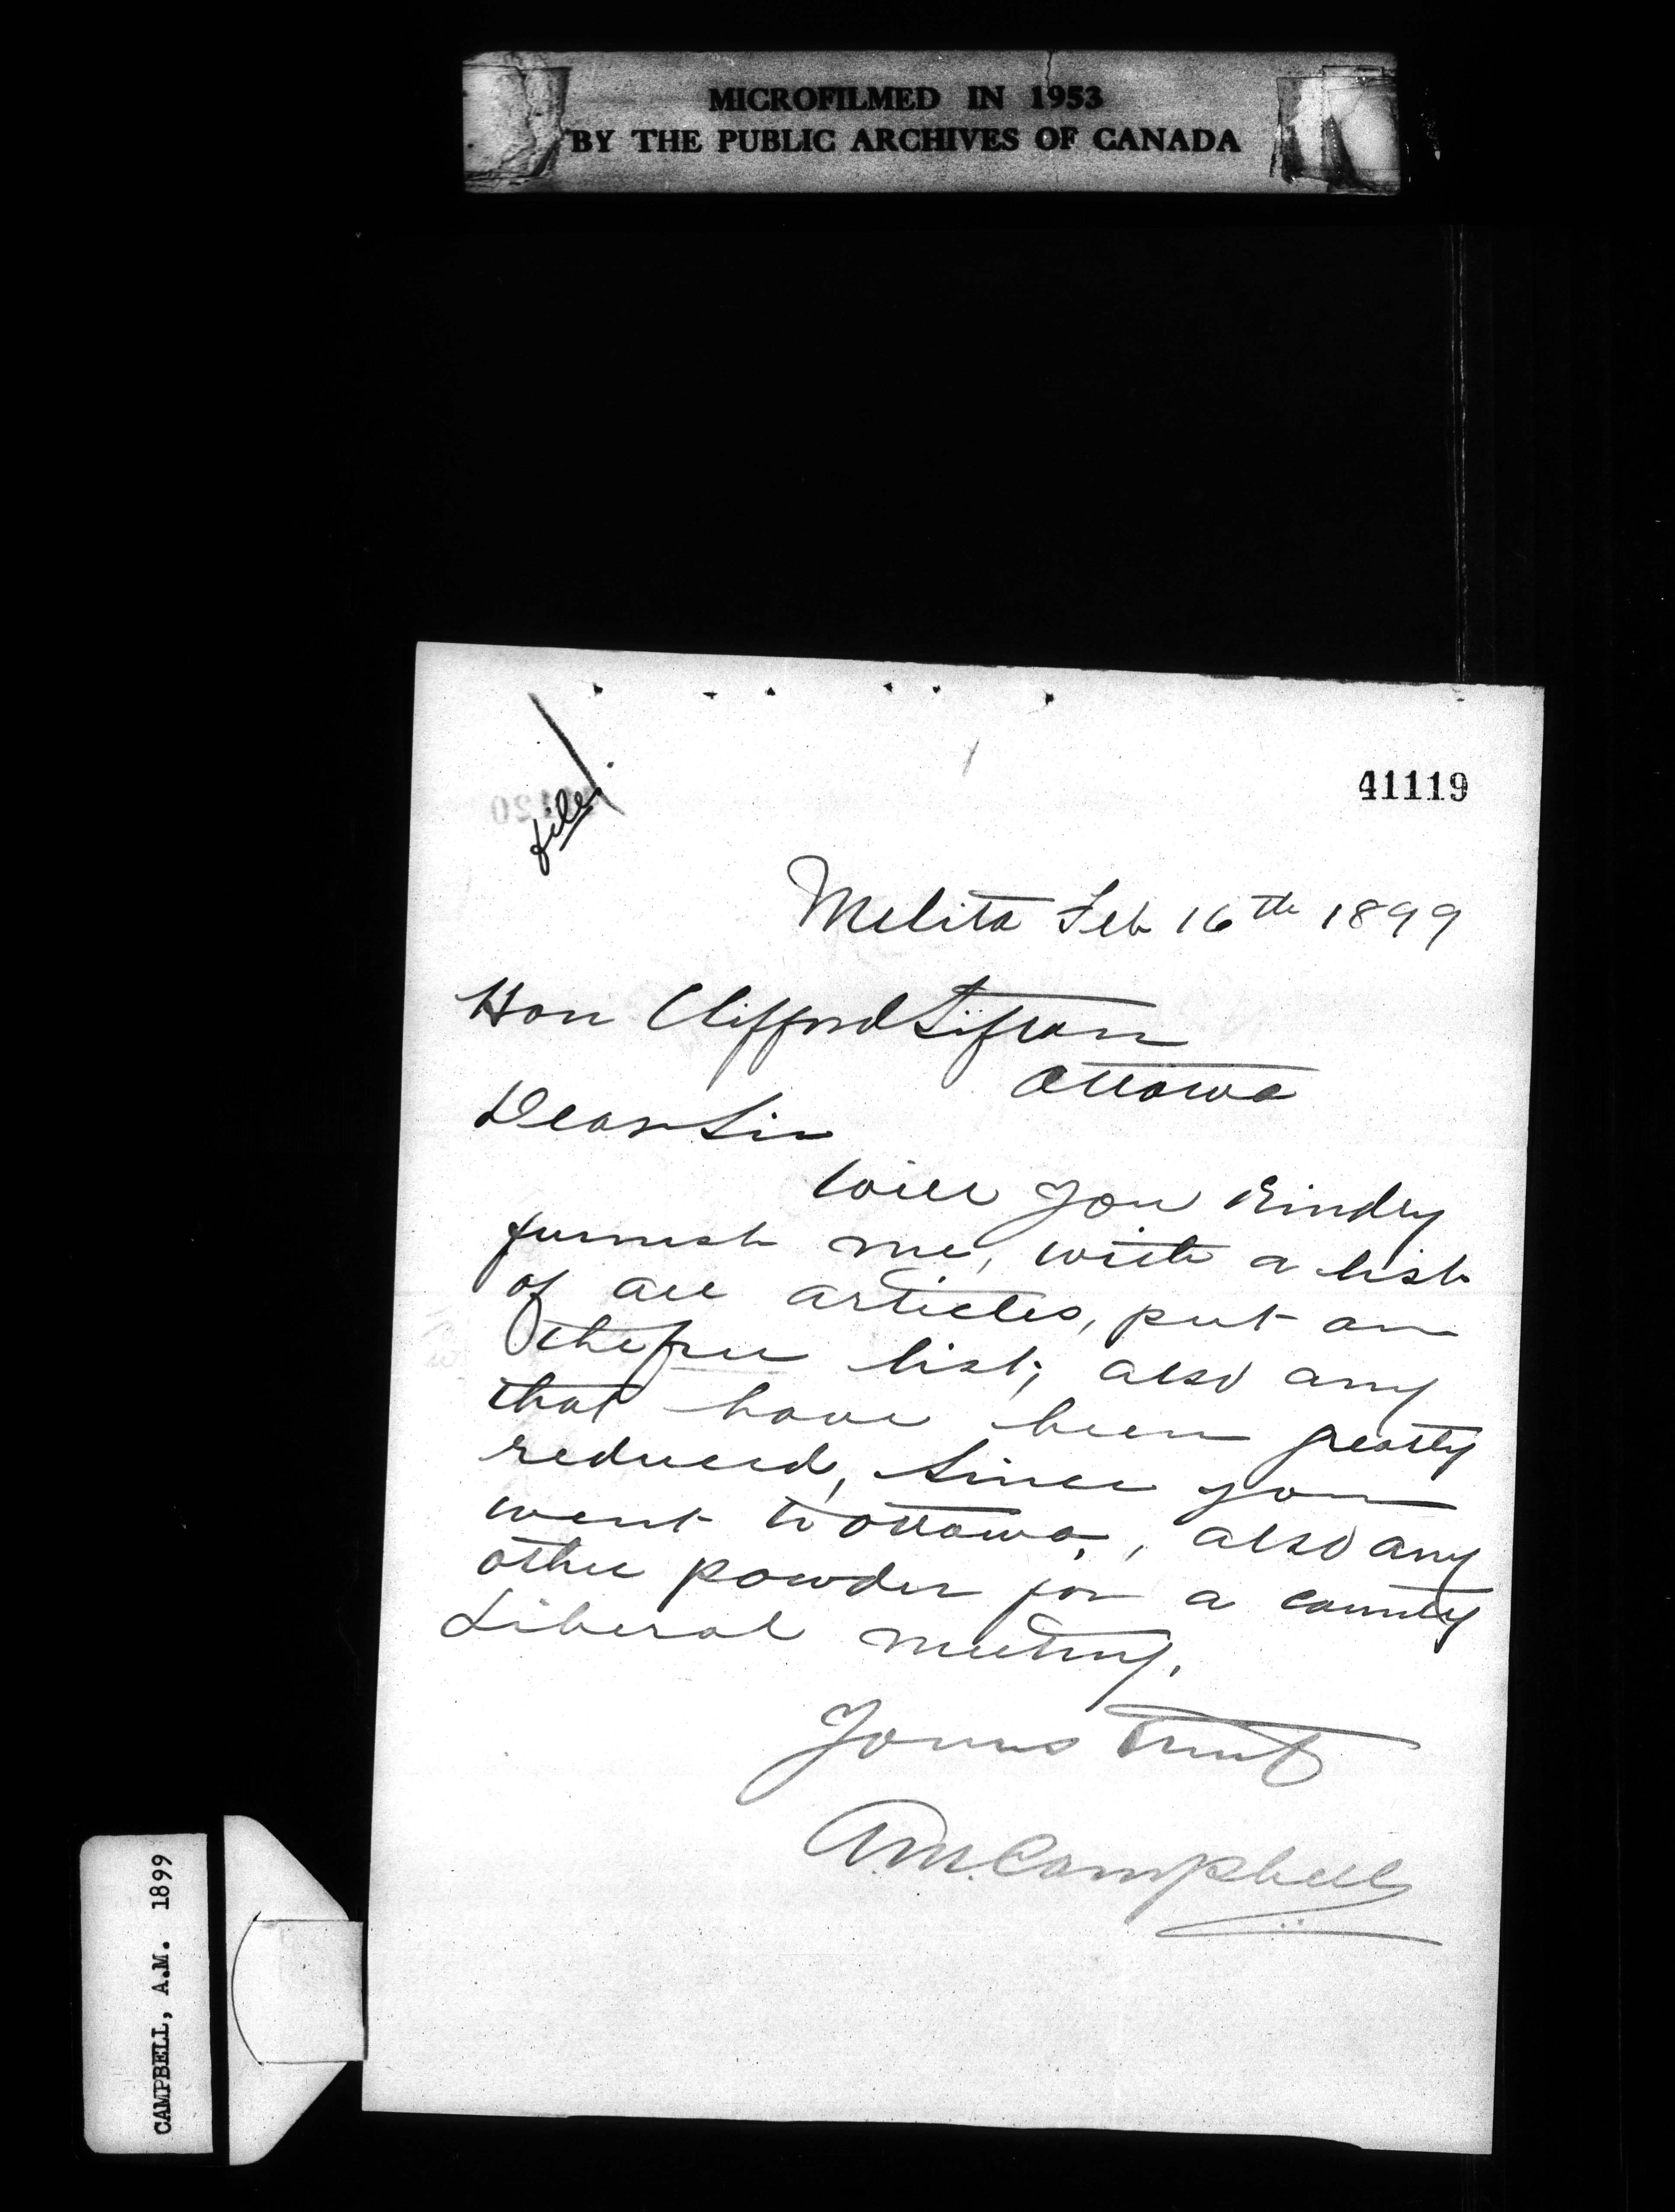 MICROFILMED IN 1953
BY THE PUBLIC ARCHIVES OF CANADA
file
41119
Melita Feb 16th 1899
Hon Clifford Sifton
Ottawa
Dear Sir
Will you kindly
furnish me, with a list
of all articles, put on
the free list; also any
that have been greatly
reduced, since you
went to Ottawa, also any
other powder for a county
Liberal meeting.
Yours Truly
A.M. Campbell
CAMPBELL, A.M. 1899